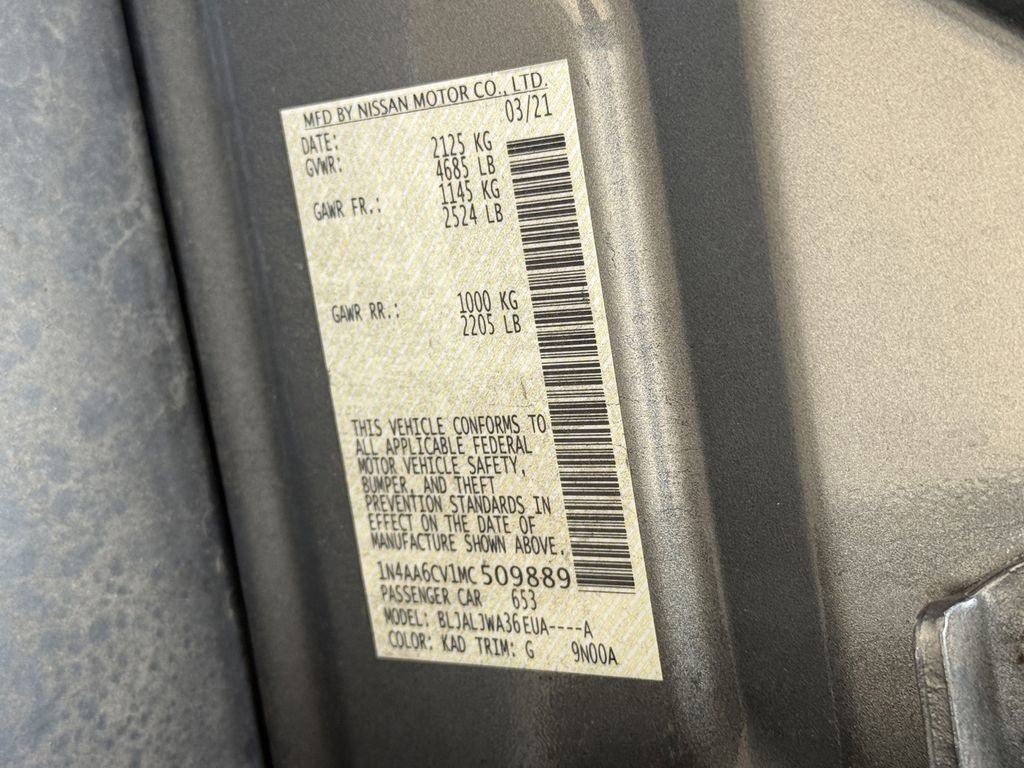 MFD BY NISSAN MOTOR CO., LTD.
DATE: 03/21
GVWR: 2125 KG
4685 LB
GAWR FR.: 1145 KG
2524 LB
GAWR RR.: 1000 KG
2205 LB
THIS VEHICLE CONFORMS TO
ALL APPLICABLE FEDERAL
MOTOR VEHICLE SAFETY,
BUMPER, AND THEFT
PREVENTION STANDARDS IN
EFFECT ON THE DATE OF
MANUFACTURE SHOWN ABOVE.
1N4AA6CV1MC509889
PASSENGER CAR 653
MODEL: BLJALJWA36EUA----A
COLOR: KAD TRIM: G 9N00A